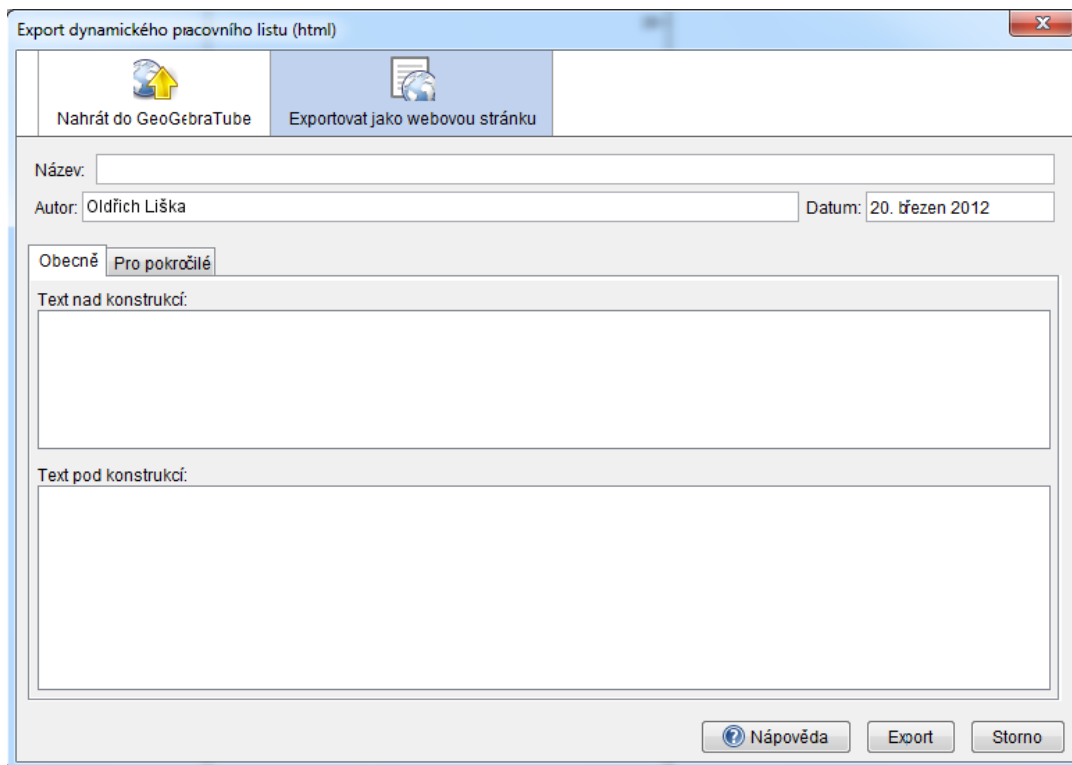 Export dynamického pracovního listu (html)
Nahrát do GeoGebraTube
Exportovat jako webovou stránku
Název:
Autor: Oldřich Liška Datum: 20. březen 2012
Obecně Pro pokročilé
Text nad konstrukcí:
Text pod konstrukcí:
Nápověda Export Storno